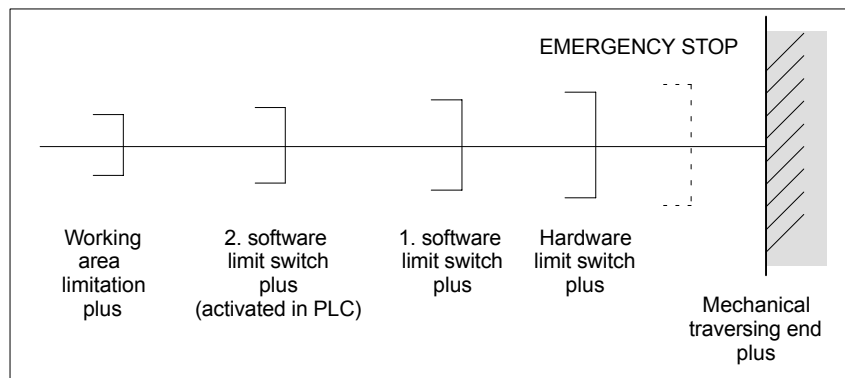 EMERGENCY STOP
Working
area
limitation
plus
2. software
limit switch
plus
(activated in PLC)
1. software
limit switch
plus
Hardware
limit switch
plus
Mechanical
traversing end
plus